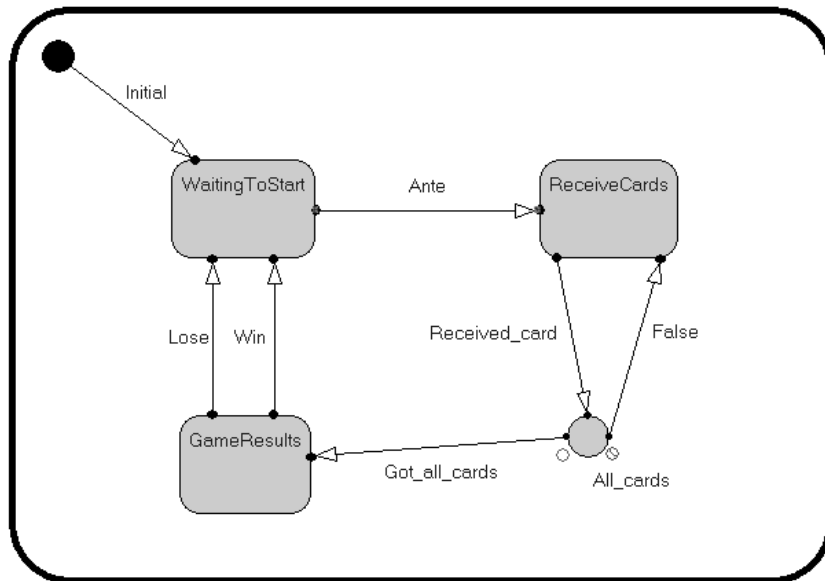 Initial
WaitingToStart
Ante
ReceiveCards
Lose
Win
Received_card
False
GameResults
Got_all_cards
All_cards